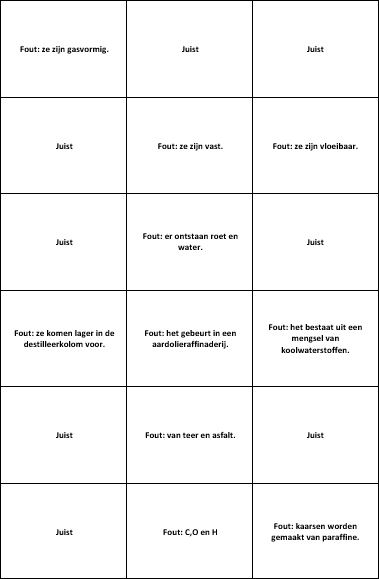 Fout: ze zijn gasvormig.
Juist
Juist
Juist
Fout: ze zijn vast.
Fout: ze zijn vloeibaar.
Juist
Fout: er ontstaan roet en
water.
Juist
Fout: ze komen lager in de
destilleerkolom voor.
Fout: het gebeurt in een
aardolieraffinaderij.
Fout: het bestaat uit een
mengsel van
koolwaterstoffen.
Juist
Fout: van teer en asfalt.
Juist
Juist
Fout: C,O en H
Fout: kaarsen worden
gemaakt van paraffine.